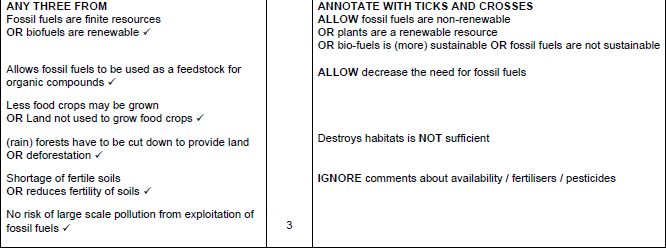 ANY THREE FROM
Fossil fuels are finite resources
OR biofuels are renewable ✓
Allows fossil fuels to be used as a feedstock for
organic compounds ✓
Less food crops may be grown
OR Land not used to grow food crops ✓
(rain) forests have to be cut down to provide land
OR deforestation ✓
Shortage of fertile soils
OR reduces fertility of soils ✓
No risk of large scale pollution from exploitation of
fossil fuels ✓
3
ANNOTATE WITH TICKS AND CROSSES
ALLOW fossil fuels are non-renewable
OR plants are a renewable resource
OR bio-fuels is (more) sustainable OR fossil fuels are not sustainable
ALLOW decrease the need for fossil fuels
Destroys habitats is NOT sufficient
IGNORE comments about availability / fertilisers / pesticides